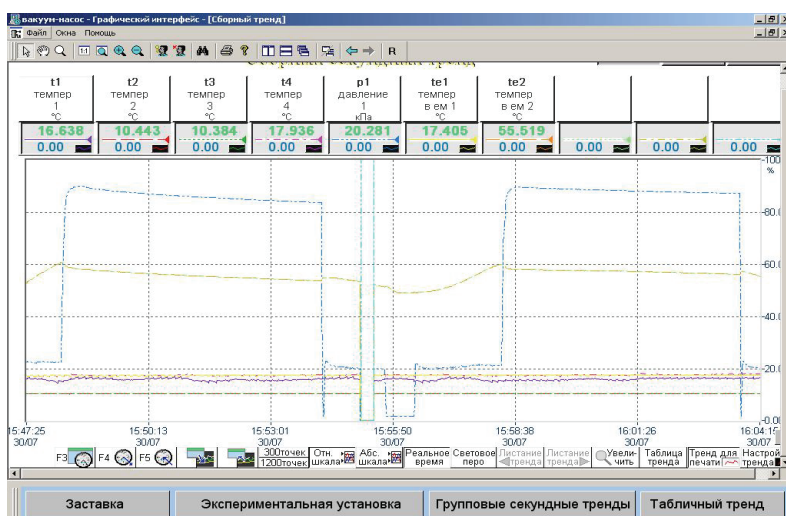 вакуум-насос - Графический интерфейс - [Сборный тренд]
Файл Окна Помощь
R
t1 t2 t3 t4 p1 te1 te2
темпер темпер темпер темпер давление темпер темпер
1 2 3 4 1 в ем 1 в ем 2
°C °C °C °C кПа °C °C
16.638 10.443 10.384 17.936 20.281 17.405 55.519
0.00 0.00 0.00 0.00 0.00 0.00 0.00 0.00 0.00 0.00
-100
%
-80.0
-60.0
-40.0
-20.0
-0.00
15:47:25 15:50:13 15:53:01 15:55:50 15:58:38 16:01:26 16:04:15
30/07 30/07 30/07 30/07 30/07 30/07 30/07
F3 F4 F5 300точек Отн. Абс. Реальное Световое Листание Листание Увели- Таблица Тренд для Настрой
1200точек шкала шкала время перо тренда тренда чить тренда печати тренда
Заставка Экспериментальная установка Групповые секундные тренды Табличный тренд